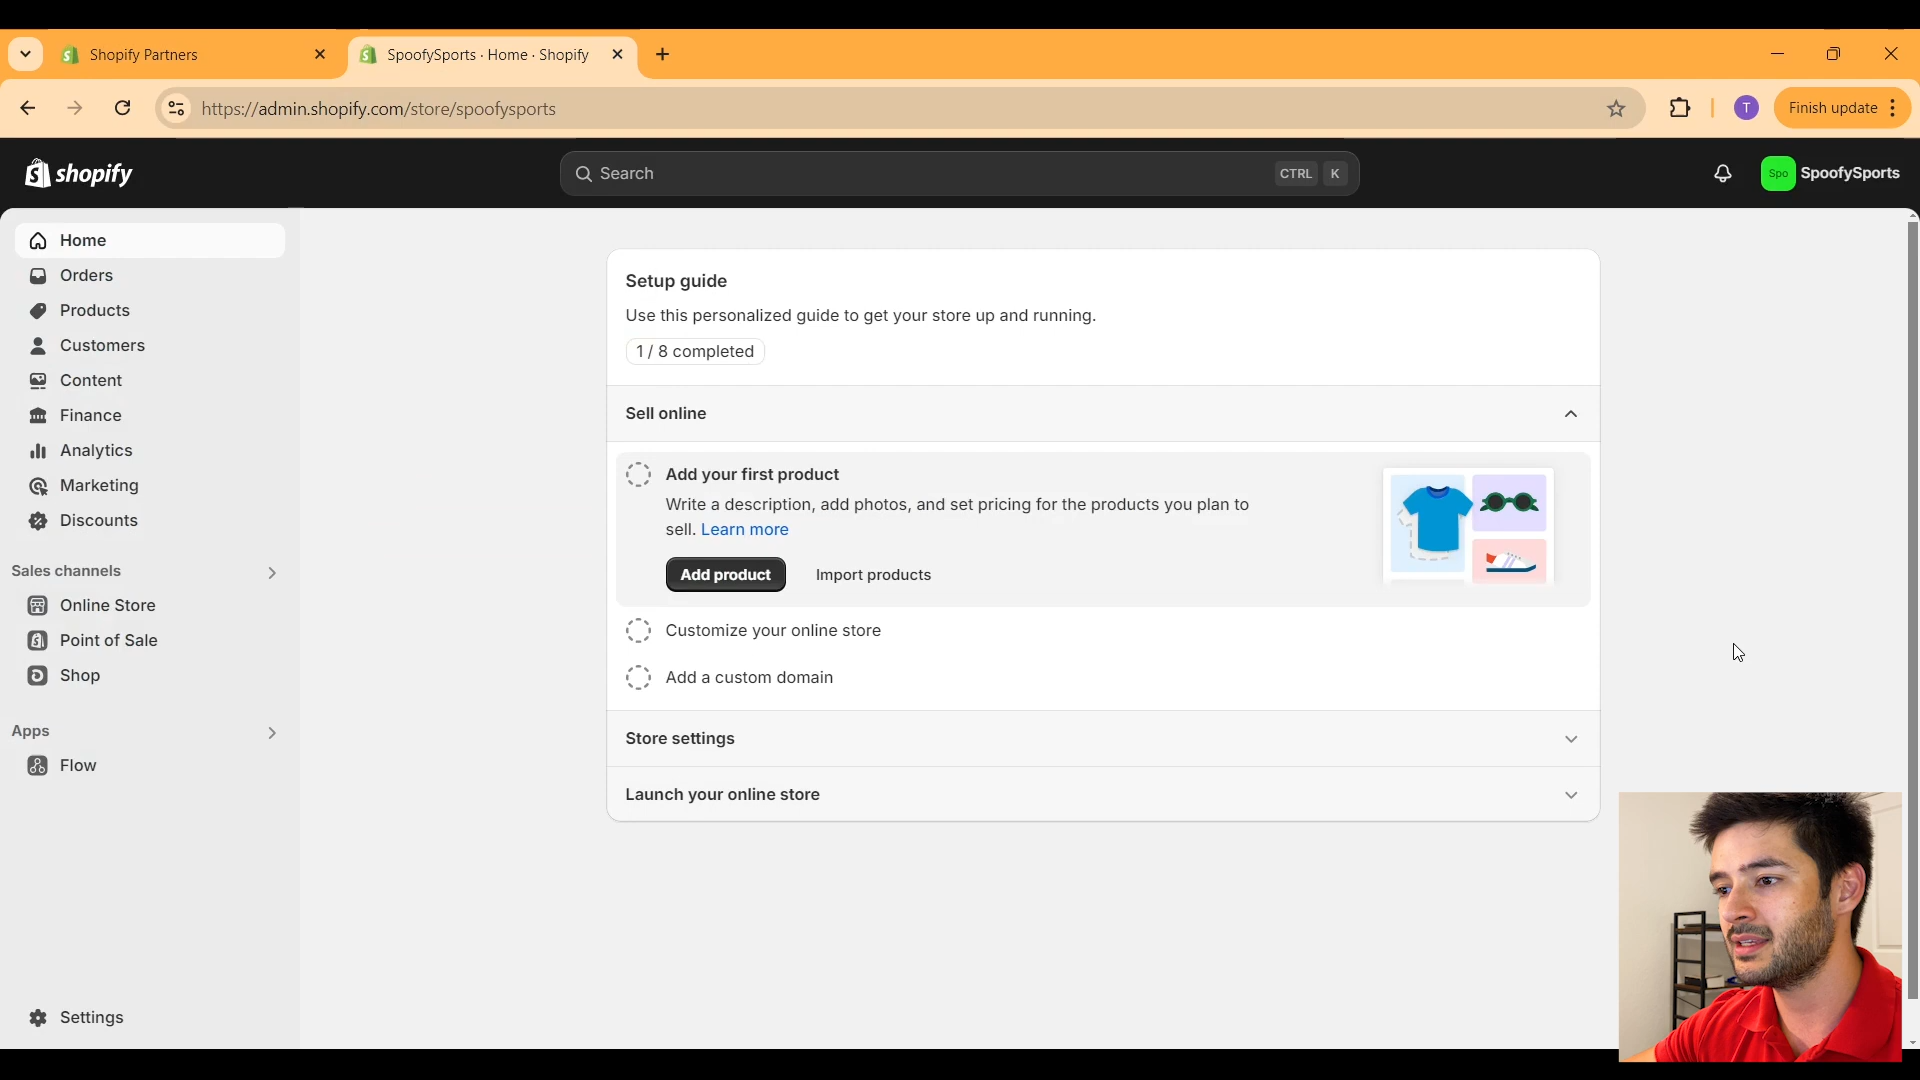 Shopify Partners
SpoofySports · Home · Shopify
https://admin.shopify.com/store/spoofysports
T
Finish update
shopify
Search
CTRL K
Spo SpoofySports
Home
Orders
Products
Customers
Content
Finance
Analytics
Marketing
Discounts
Sales channels
Online Store
Point of Sale
Shop
Apps
Flow
Settings
Setup guide
Use this personalized guide to get your store up and running.
1 / 8 completed
Sell online
Add your first product
Write a description, add photos, and set pricing for the products you plan to
sell. Learn more
Add product Import products
Customize your online store
Add a custom domain
Store settings
Launch your online store